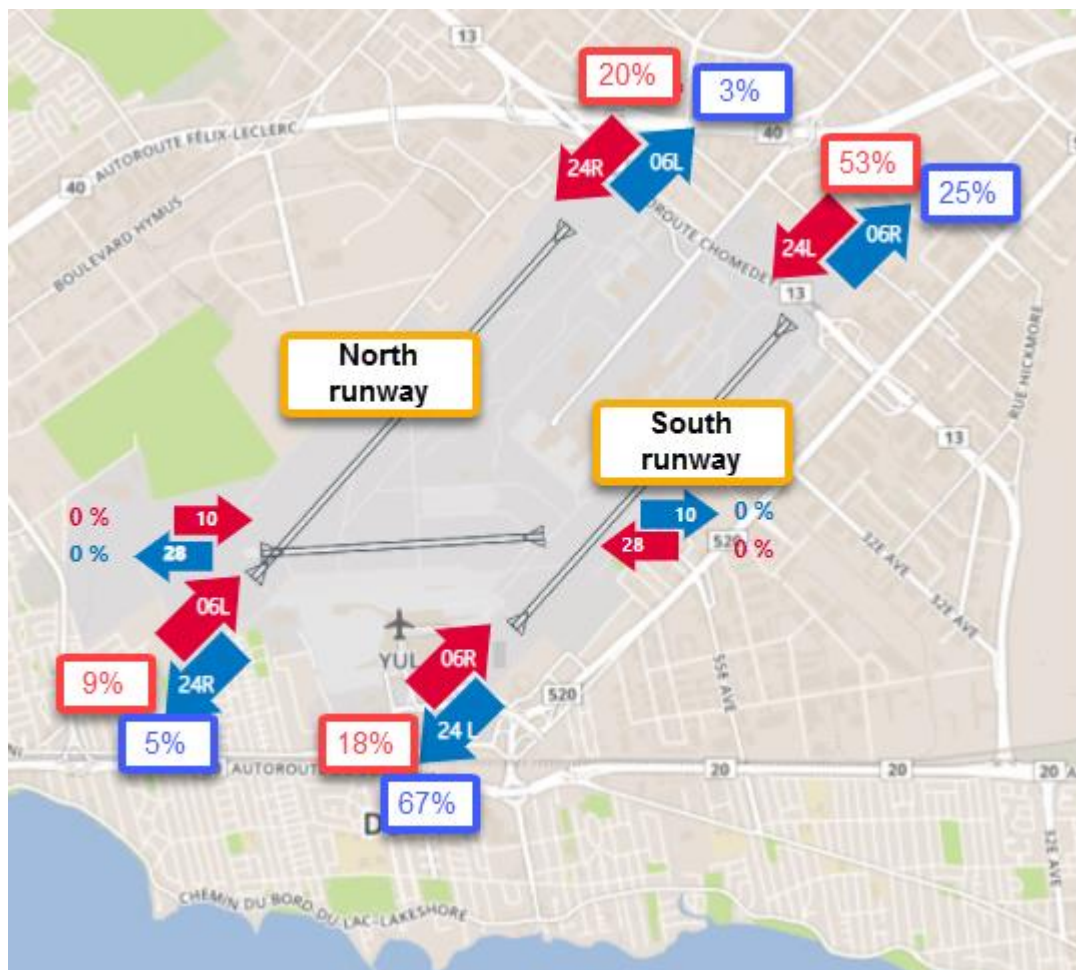 13
20%
3%
40
AUTOROUTE FÉLIX-LECLERC
24R
06L
53%
25%
40
BOULEVARD HYMUS
24L
06R
13
North
runway
RUE HICKMORE
South
runway
13
0 %
10
10
0 %
0 %
28
28
520
0 %
32E AVE
32E AVE
06L
YUL
06R
24R
55E AVE
9%
520
24 L
5%
18%
AUTOROUTE
20
20
20
67%
D
32E AVE
CHEMIN DU BORD DU LAC-LAKESHORE